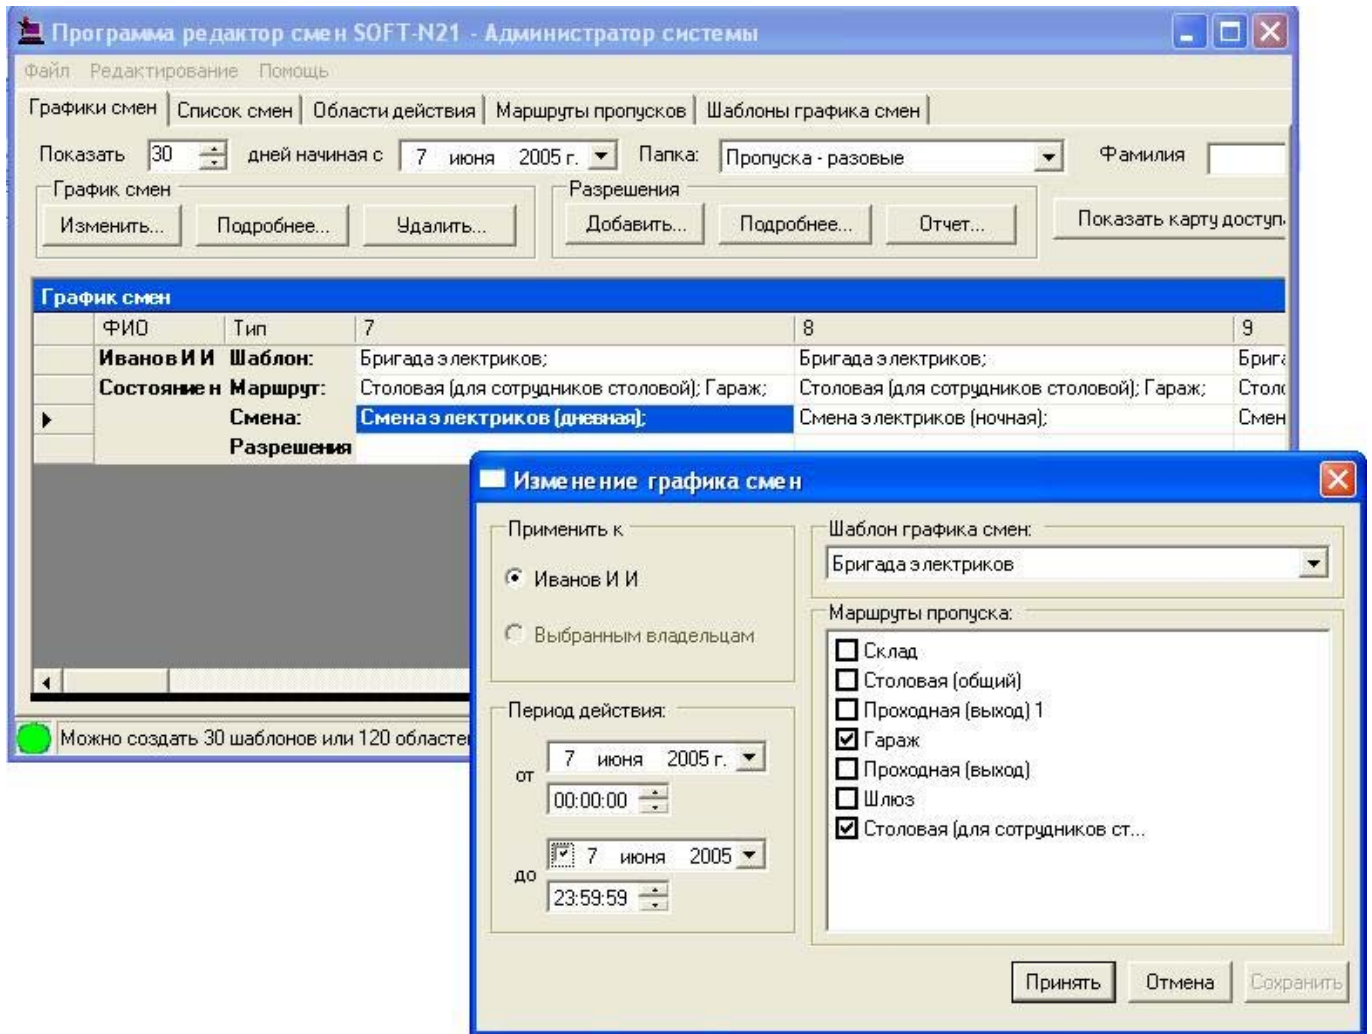 Программа редактор смен SOFT-N21 - Администратор системы
Файл Редактирование Помощь
Графики смен Список смен Области действия Маршруты пропусков Шаблоны графика смен
Показать 30 дней начиная с 7 июня 2005 г. Папка: Пропуска - разовые Фамилия
График смен Разрешения
Изменить... Подробнее... Удалить... Добавить... Подробнее... Отчет... Показать карту доступ
График смен
ФИО Тип 7 8 9
Иванов И И Шаблон: Бригада электриков; Бригада электриков; Брига
Состояние н Маршрут: Столовая (для сотрудников столовой); Гараж; Столовая (для сотрудников столовой); Гараж; Столо
Смена: Смена электриков (дневная); Смена электриков (ночная); Смен
Разрешения
Изменение графика смен
Применить к
Иванов И И
Выбранным владельцам
Период действия:
от 7 июня 2005 г.
00:00:00
до 7 июня 2005
23:59:59
Шаблон графика смен:
Бригада электриков
Маршруты пропуска:
Склад
Столовая (общий)
Проходная (выход) 1
Гараж
Проходная (выход)
Шлюз
Столовая (для сотрудников ст...
Принять Отмена Сохранить
Можно создать 30 шаблонов или 120 областе